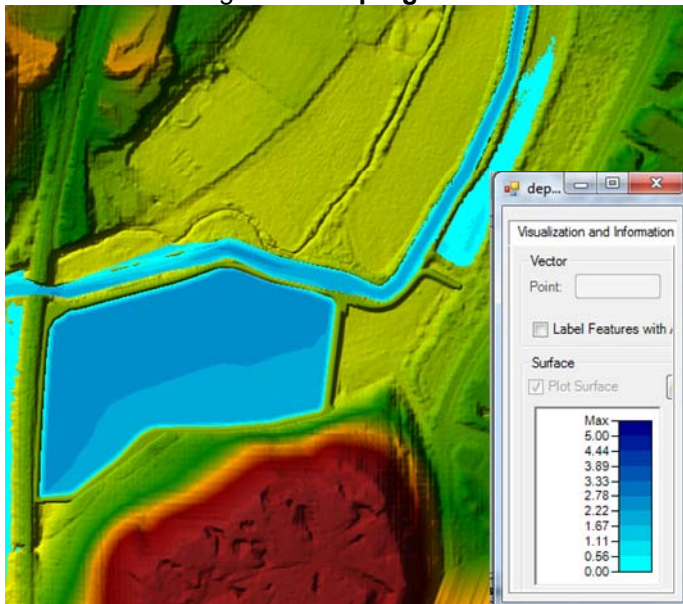 dep...
Visualization and Information
Vector
Point:
Label Features with
Surface
Plot Surface
Max
5.00
4.44
3.89
3.33
2.78
2.22
1.67
1.11
0.56
0.00